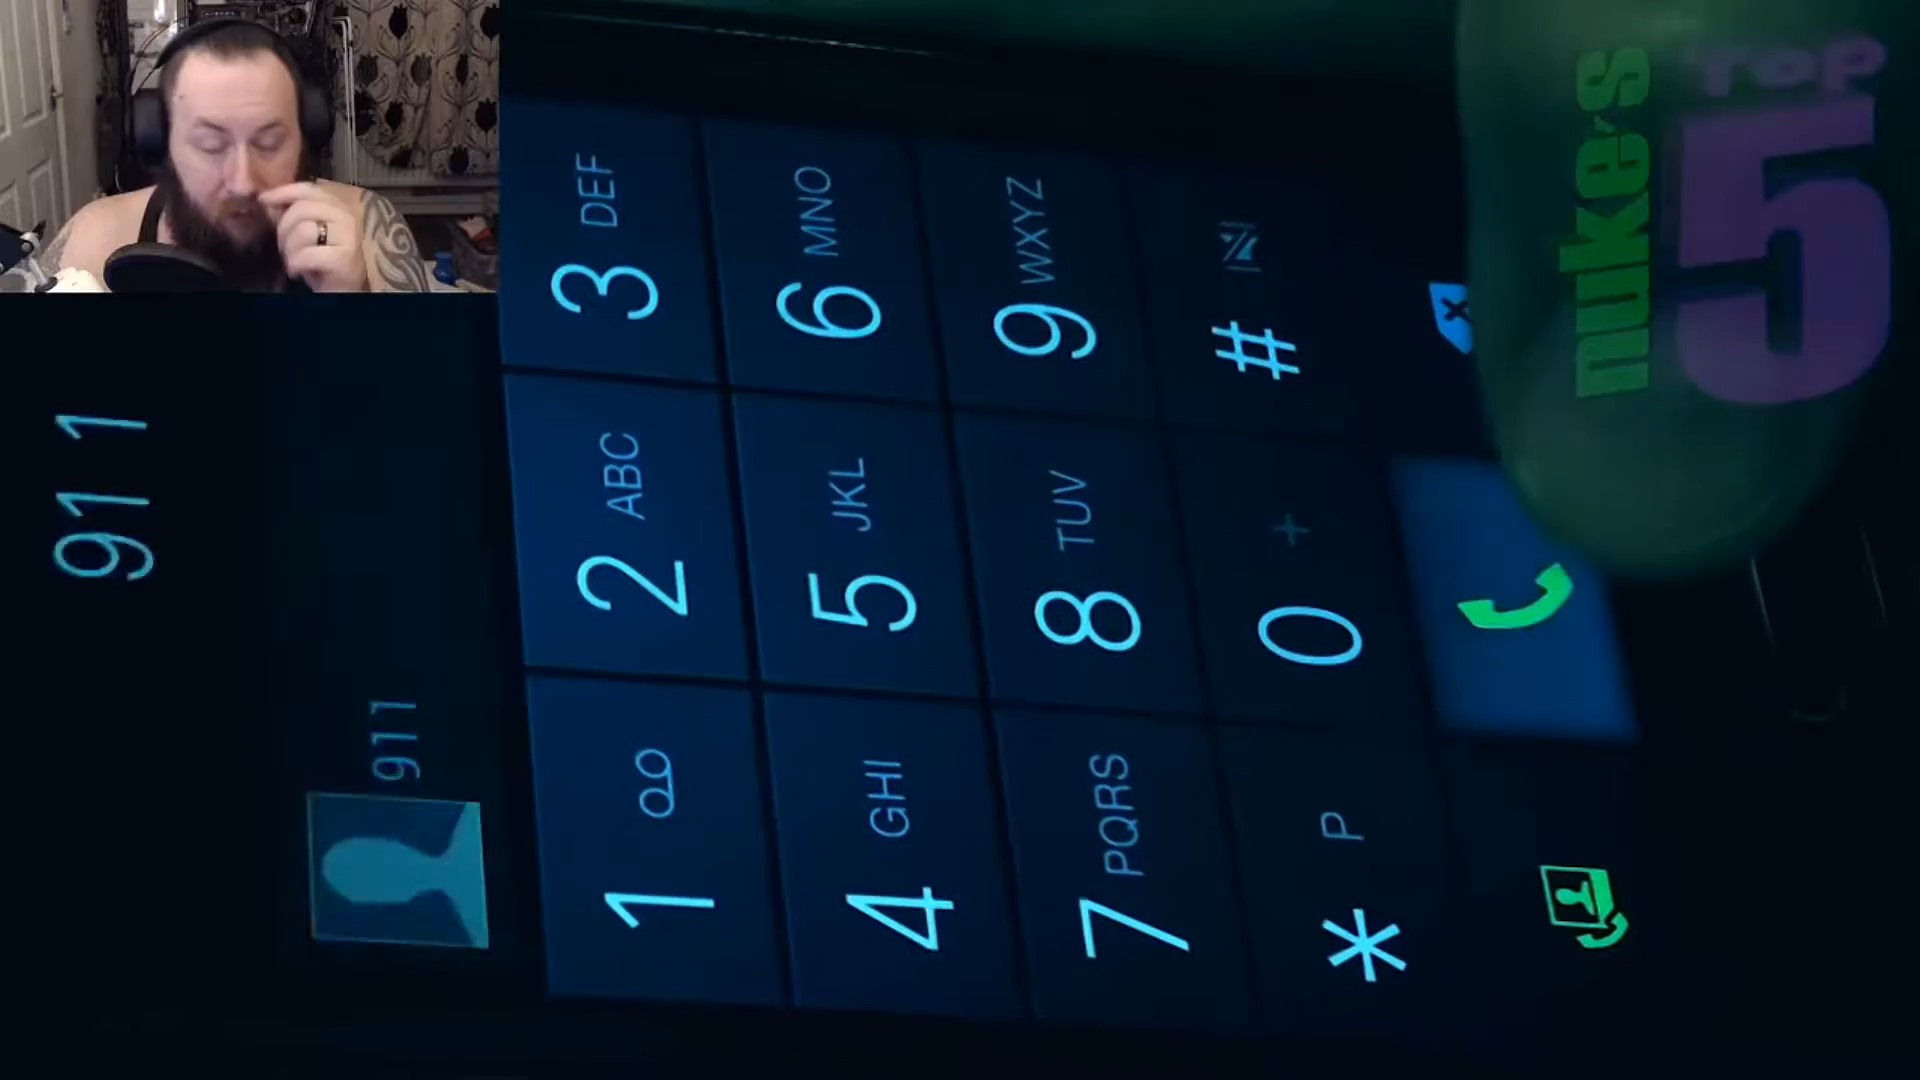 911
911
1
2 ABC
3 DEF
4 GHI
5 JKL
6 MNO
7 PQRS
8 TUV
9 WXYZ
* P
0 +
#
nuke's
TOP
5